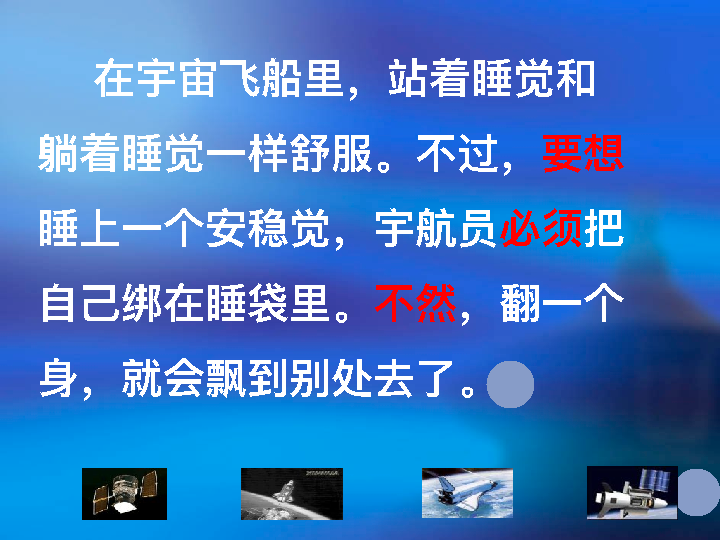 在宇宙飞船里，站着睡觉和
躺着睡觉一样舒服。不过，要想
睡上一个安稳觉，宇航员必须把
自己绑在睡袋里。不然，翻一个
身，就会飘到别处去了。